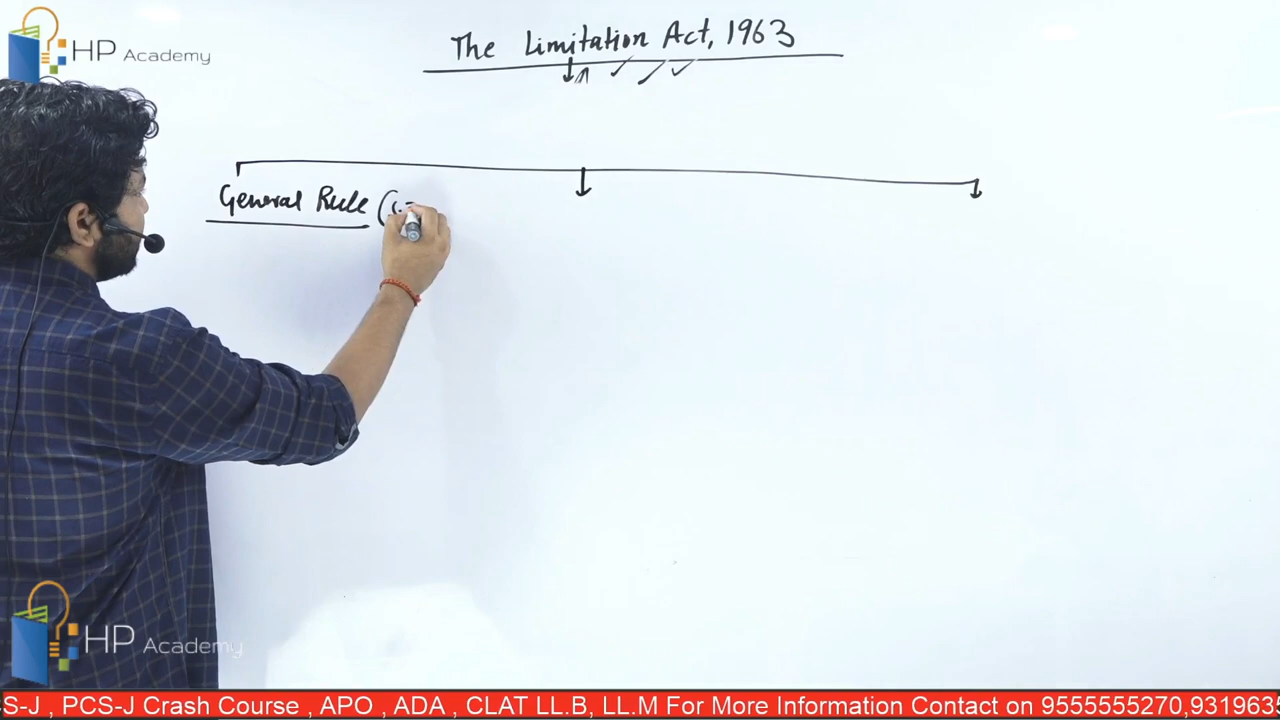 HP Academy
The Limitation Act, 1963
General Rule (
HP Academy
S-J , PCS-J Crash Course , APO , ADA , CLAT LL.B, LL.M For More Information Contact on 9555555270,931963